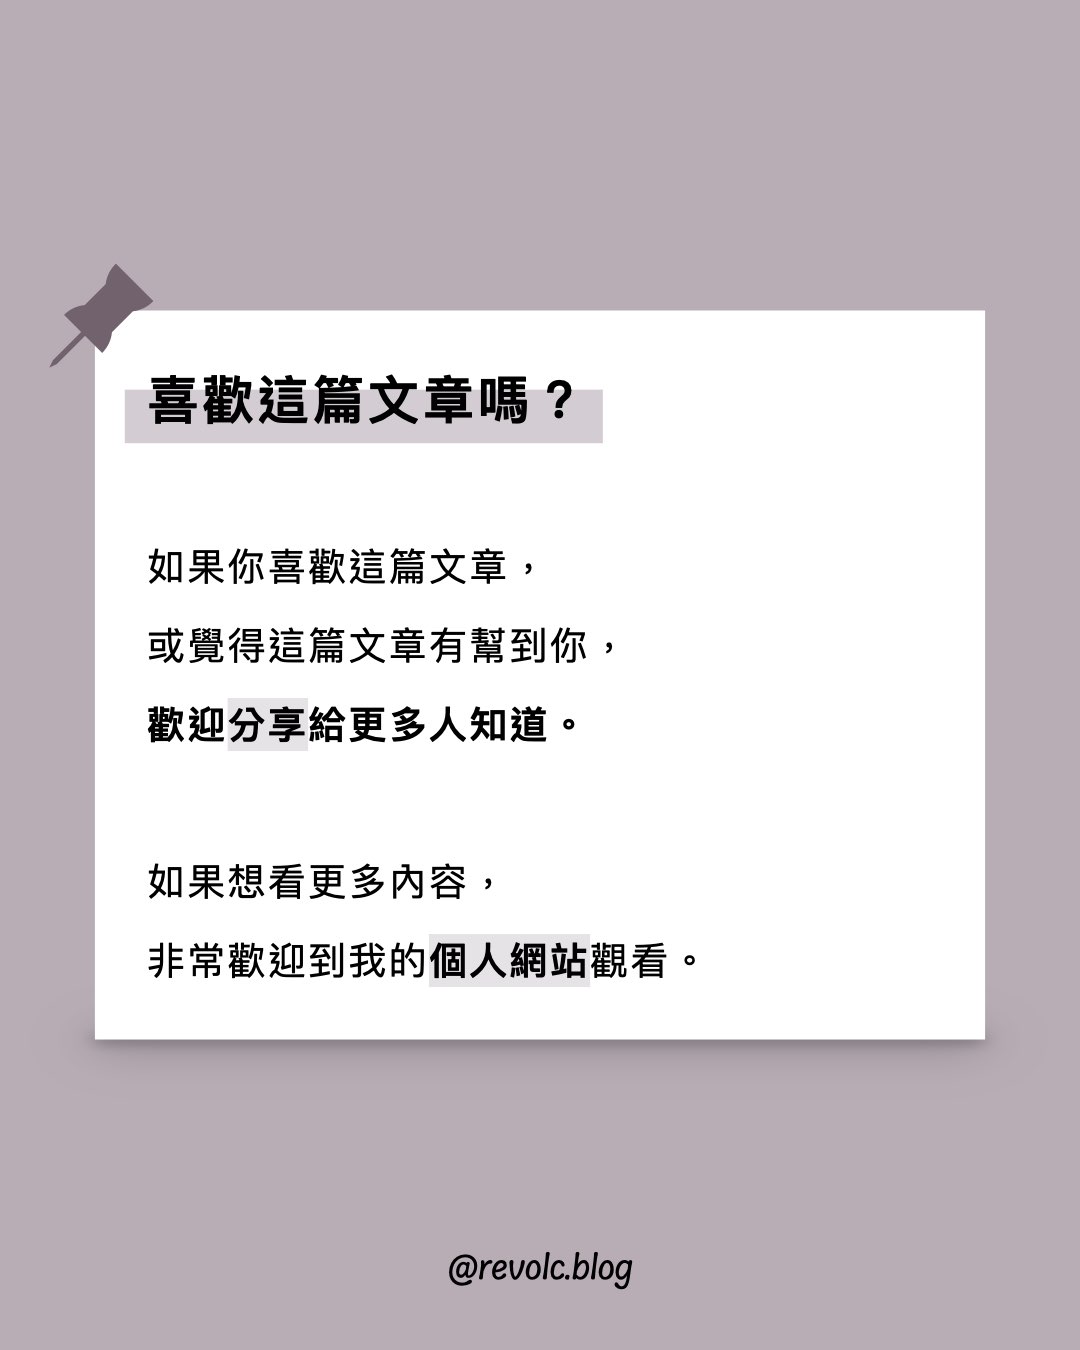 喜歡這篇文章嗎？
如果你喜歡這篇文章，
或覺得這篇文章有幫到你，
歡迎分享給更多人知道。
如果想看更多內容，
非常歡迎到我的個人網站觀看。
@revolc.blog